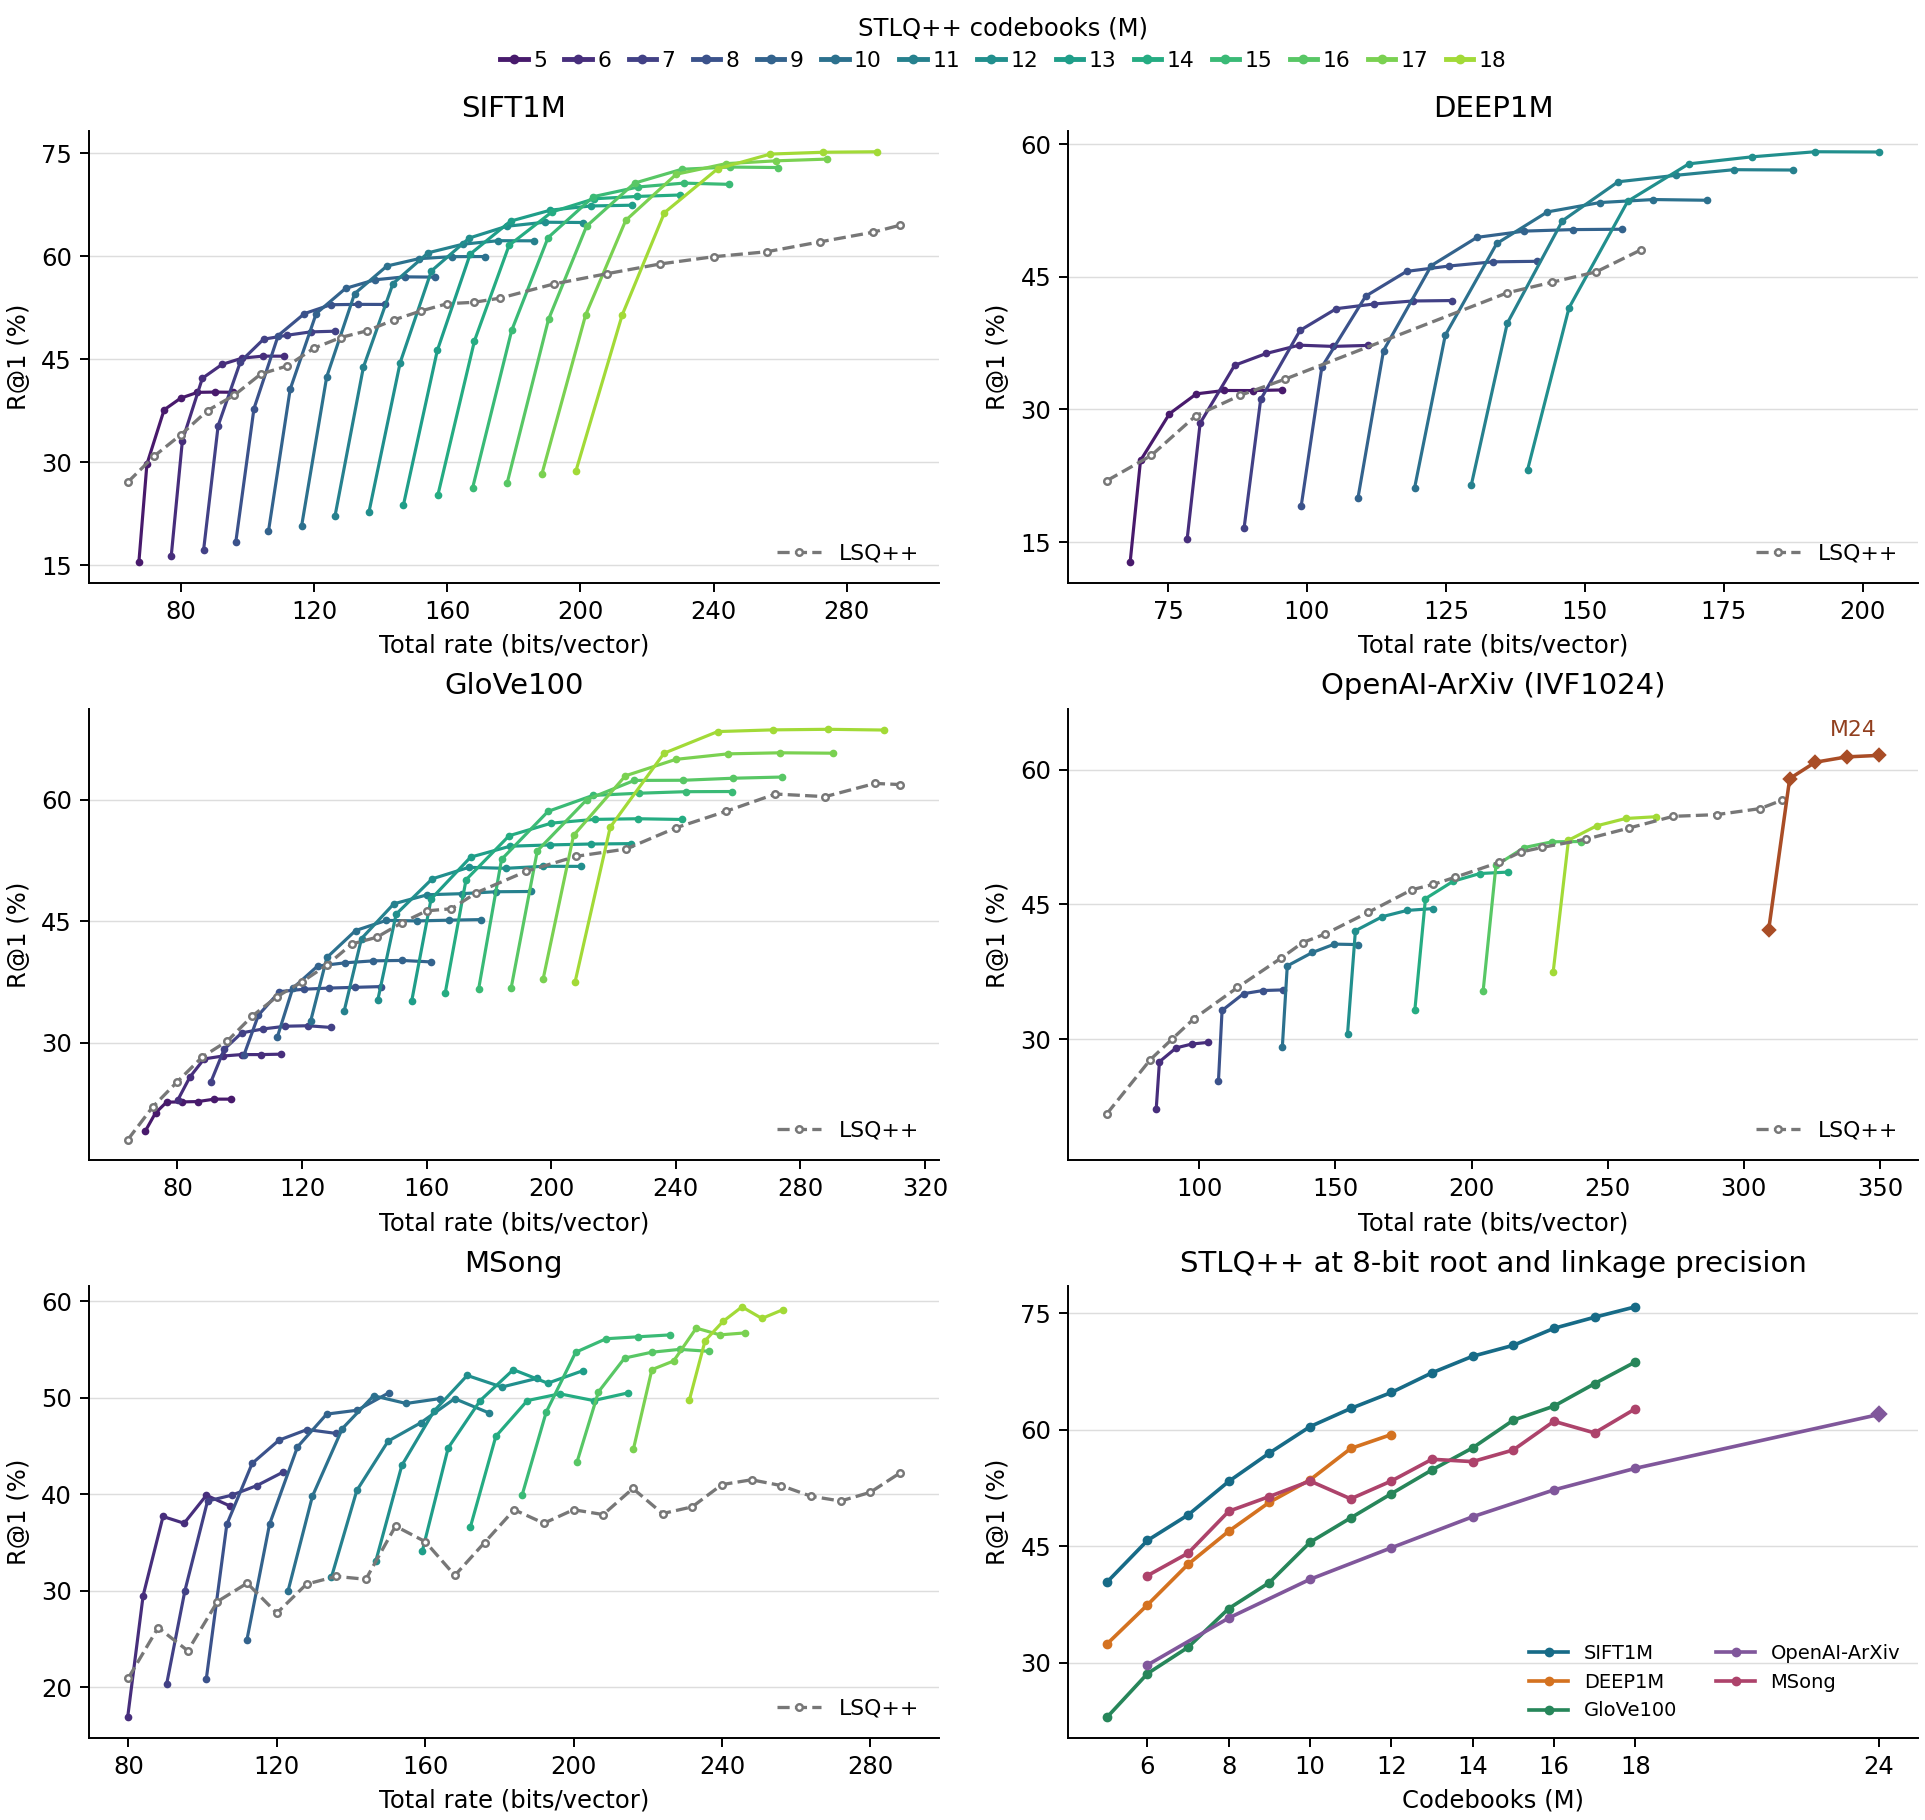 STLQ++ codebooks (M)
5 6 7 8 9 10 11 12 13 14 15 16 17 18
SIFT1M
75
60
45
30
15
R@1 (%)
LSQ++
80 120 160 200 240 280
Total rate (bits/vector)
DEEP1M
60
45
30
15
R@1 (%)
LSQ++
75 100 125 150 175 200
Total rate (bits/vector)
GloVe100
60
45
30
R@1 (%)
LSQ++
80 120 160 200 240 280 320
Total rate (bits/vector)
OpenAI-ArXiv (IVF1024)
M24
60
45
30
R@1 (%)
LSQ++
100 150 200 250 300 350
Total rate (bits/vector)
MSong
60
50
40
30
20
R@1 (%)
LSQ++
80 120 160 200 240 280
Total rate (bits/vector)
STLQ++ at 8-bit root and linkage precision
75
60
45
30
R@1 (%)
SIFT1M
DEEP1M
GloVe100
OpenAI-ArXiv
MSong
6 8 10 12 14 16 18 24
Codebooks (M)